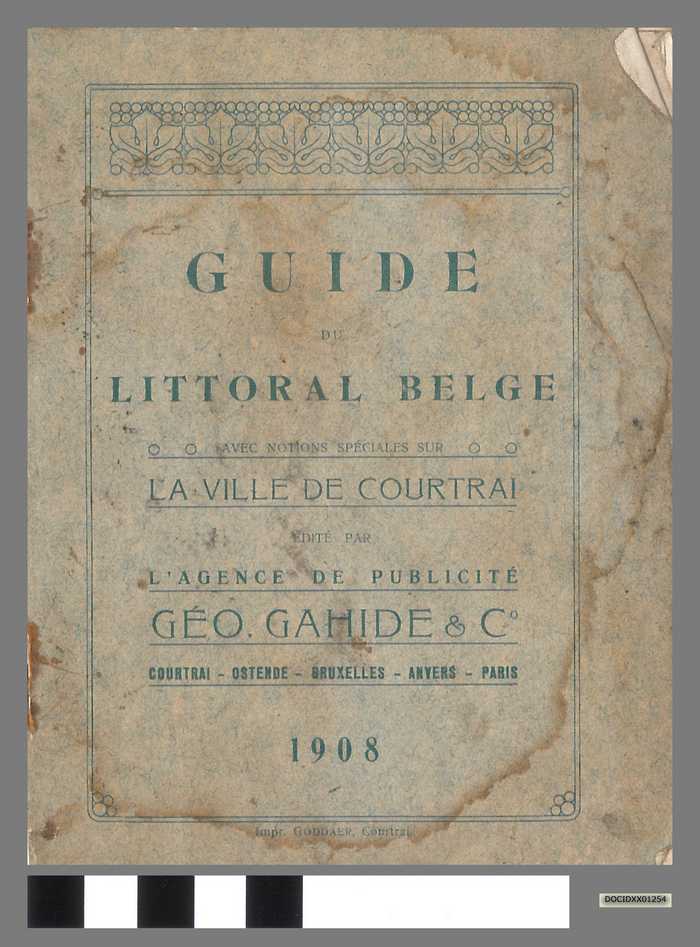 GUIDE
DU
LITTORAL BELGE
AVEC NOTIONS SPÉCIALES SUR
LA VILLE DE COURTRAI
ÉDITÉ PAR
L'AGENCE DE PUBLICITÉ
GÉO. GAHIDE & Cº
COURTRAI - OSTENDE - BRUXELLES - ANVERS - PARIS
1908
Impr. GODDAER, Courtrai
DOCIDXX01254